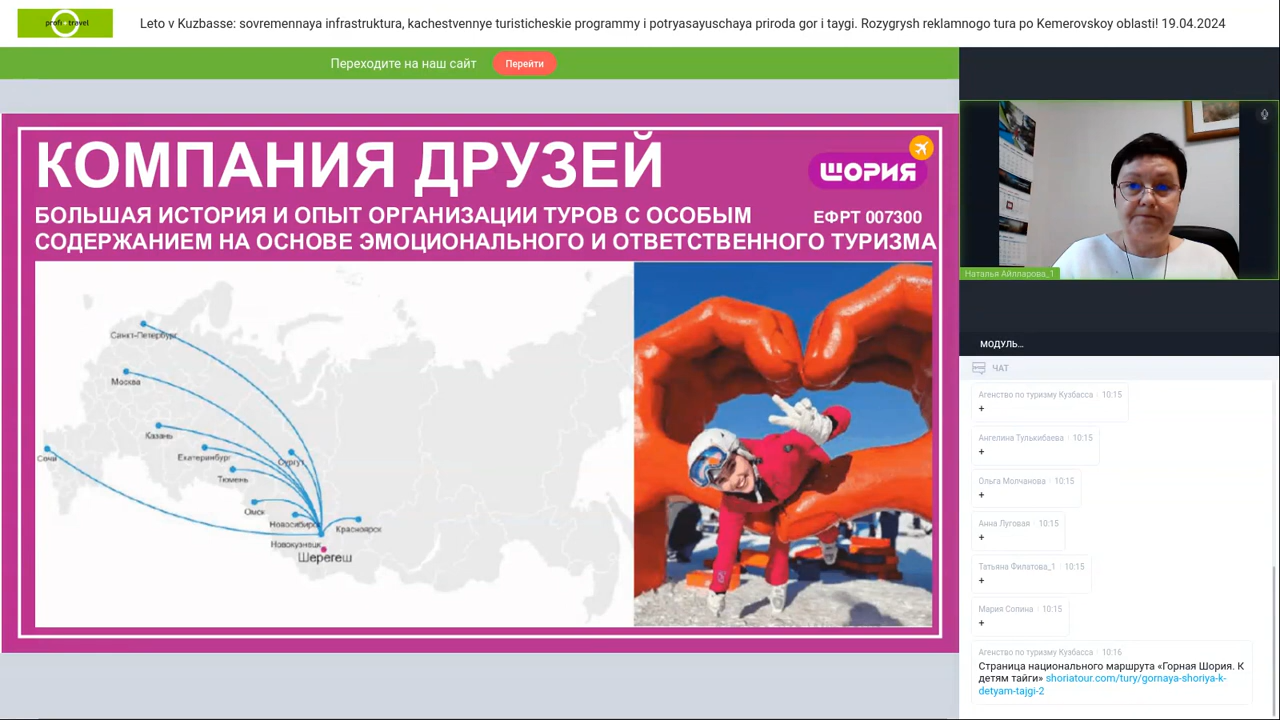 profi travel
Leto v Kuzbasse: sovremennaya infrastruktura, kachestvennye turisticheskie programmy i potryasayuschaya priroda gor i taygi. Rozygrysh reklamnogo tura po Kemerovskoy oblasti! 19.04.2024
Переходите на наш сайт Перейти
КОМПАНИЯ ДРУЗЕЙ
ШОРИЯ
БОЛЬШАЯ ИСТОРИЯ И ОПЫТ ОРГАНИЗАЦИИ ТУРОВ С ОСОБЫМ
ЕФРТ 007300
СОДЕРЖАНИЕМ НА ОСНОВЕ ЭМОЦИОНАЛЬНОГО И ОТВЕТСТВЕННОГО ТУРИЗМА
Санкт-Петербург
Москва
Казань
Екатеринбург
Сочи
Сургут
Тюмень
Омск
Новосибирск
Красноярск
Новокузнецк
Шерегеш
Наталья Айпларова_1
МОДУЛЬ...
ЧАТ
Агенство по туризму Кузбасса 10:15
+
Ангелина Тулькибаева 10:15
+
Ольга Молчанова 10:15
+
Анна Луговая 10:15
+
Татьяна Филатова_1 10:15
+
Мария Сопина 10:15
+
Агенство по туризму Кузбасса 10:16
Страница национального маршрута «Горная Шория. К
детям тайги» shoriatour.com/tury/gornaya-shoriya-k-
detyam-tajgi-2